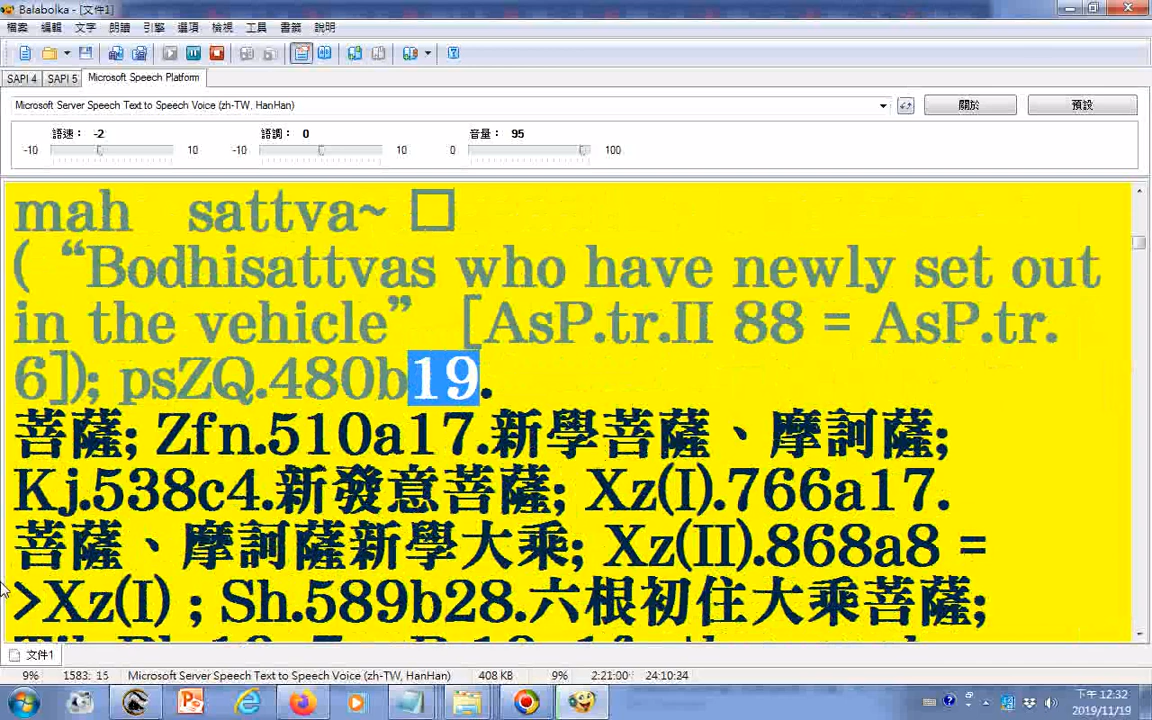 Balabolka - [文件1]
檔案 編輯 文字 朗讀 引擎 選項 檢視 工具 書籤 說明
SAPI 4 SAPI 5 Microsoft Speech Platform
Microsoft Server Speech Text to Speech Voice (zh-TW, HanHan) 關於 預設
語速： -2 語調： 0 音量： 95
-10 10 -10 10 0 100
mah sattva~ □
(“Bodhisattvas who have newly set out
in the vehicle” [AsP.tr.II 88 = AsP.tr.
6]); psZQ.480b19.
菩薩; Zfn.510a17.新學菩薩、摩訶薩;
Kj.538c4.新發意菩薩; Xz(I).766a17.
菩薩、摩訶薩新學大乘; Xz(II).868a8 =
>Xz(I) ; Sh.589b28.六根初住大乘菩薩;
文件1
9% 1583: 15 Microsoft Server Speech Text to Speech Voice (zh-TW, HanHan) 408 KB 9% 2:21:00 24:10:34
下午 12:32
2019/11/19